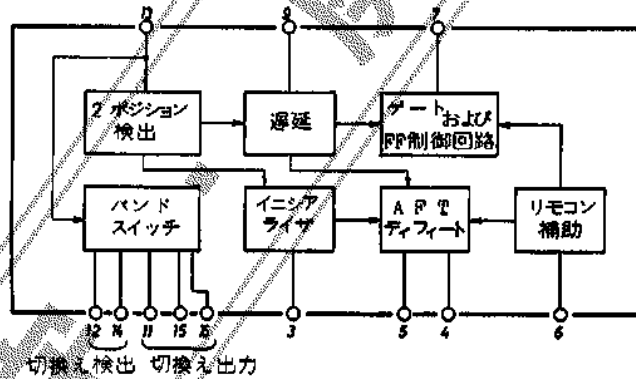 13 9 7
2 ポジション
検出
遅延
ゲート
および
FF制御回路
バンド
スイッチ
イニシア
ライザ
A F T
ディフィート
リモコン
補助
12 14 11 15 3 5 4 6
切換え検出 切換え出力